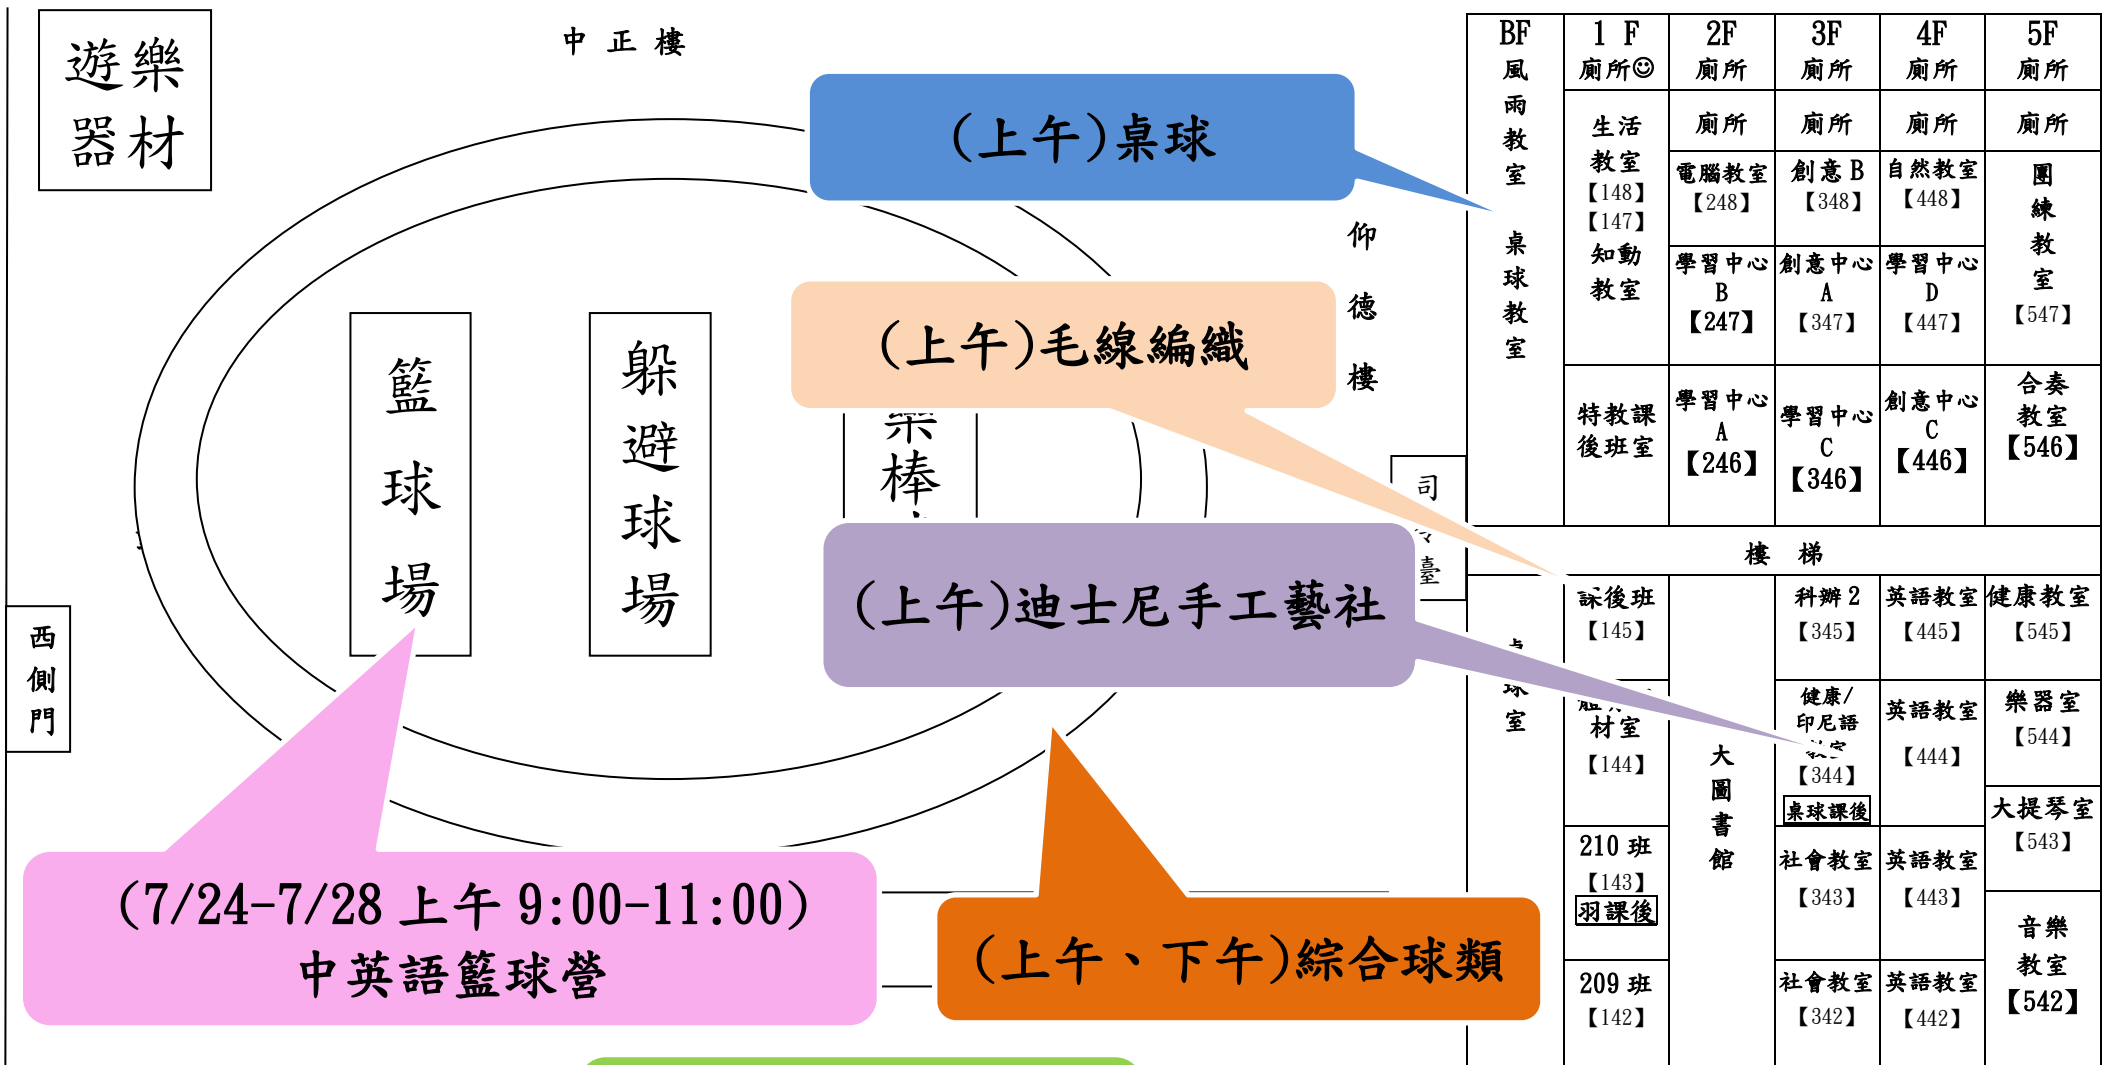 遊樂
器材
中正樓
(上午)桌球
仰德樓
(上午)毛線編織
籃球場
躲避球場
棒
司
臺
(上午)迪士尼手工藝社
西側門
(7/24-7/28 上午 9:00-11:00)
中英語籃球營
(上午、下午)綜合球類
BF
風雨教室
桌球教室
球室
1 F
廁所☺
生活
教室
【148】
【147】
知動
教室
特教課
後班室
2F
廁所
廁所
電腦教室
【248】
學習中心
B
【247】
學習中心
A
【246】
3F
廁所
廁所
創意 B
【348】
創意中心
A
【347】
學習中心
C
【346】
4F
廁所
廁所
自然教室
【448】
學習中心
D
【447】
創意中心
C
【446】
5F
廁所
廁所
團練教室
【547】
合奏
教室
【546】
樓 梯
課後班
【145】
材室
【144】
210 班
【143】
羽課後
209 班
【142】
大圖書館
科辦 2
【345】
健康/
印尼語
教室
【344】
桌球課後
社會教室
【343】
社會教室
【342】
英語教室
【445】
英語教室
【444】
英語教室
【443】
英語教室
【442】
健康教室
【545】
樂器室
【544】
大提琴室
【543】
音樂
教室
【542】